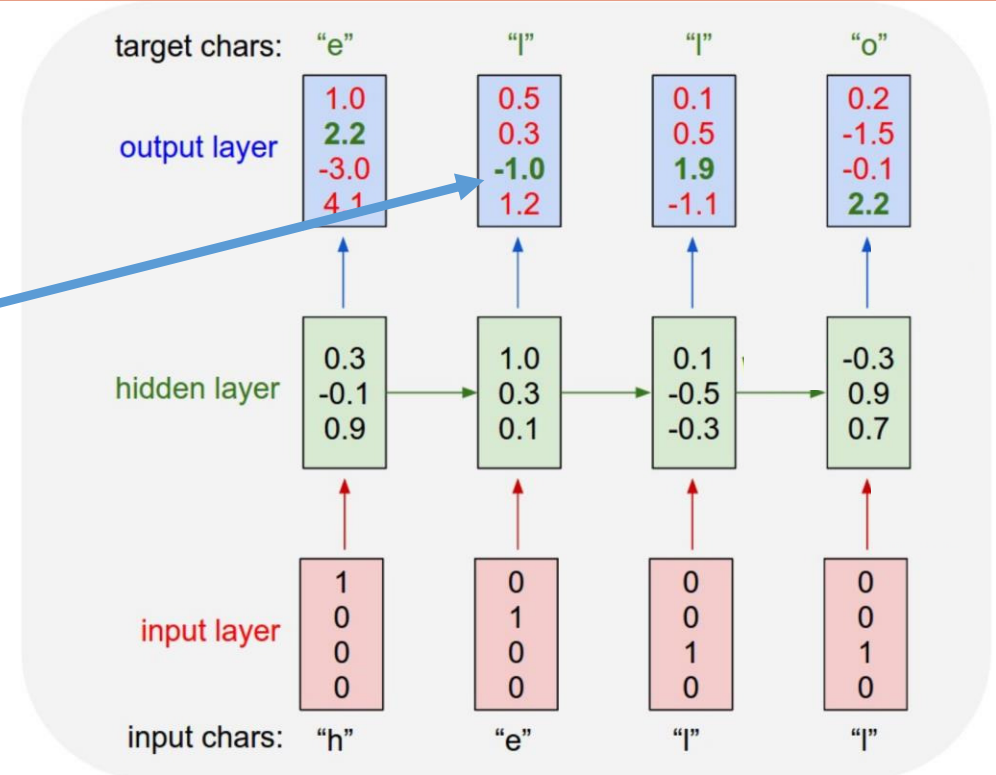 target chars: “e” “l” “l” “o”
1.0 0.5 0.1 0.2
output layer 2.2 0.3 0.5 -1.5
-3.0 -1.0 1.9 -0.1
4.1 1.2 -1.1 2.2
0.3 1.0 0.1 -0.3
hidden layer -0.1 0.3 -0.5 0.9
0.9 0.1 -0.3 0.7
1 0 0 0
input layer 0 1 0 0
0 0 1 1
0 0 0 0
input chars: “h” “e” “l” “l”